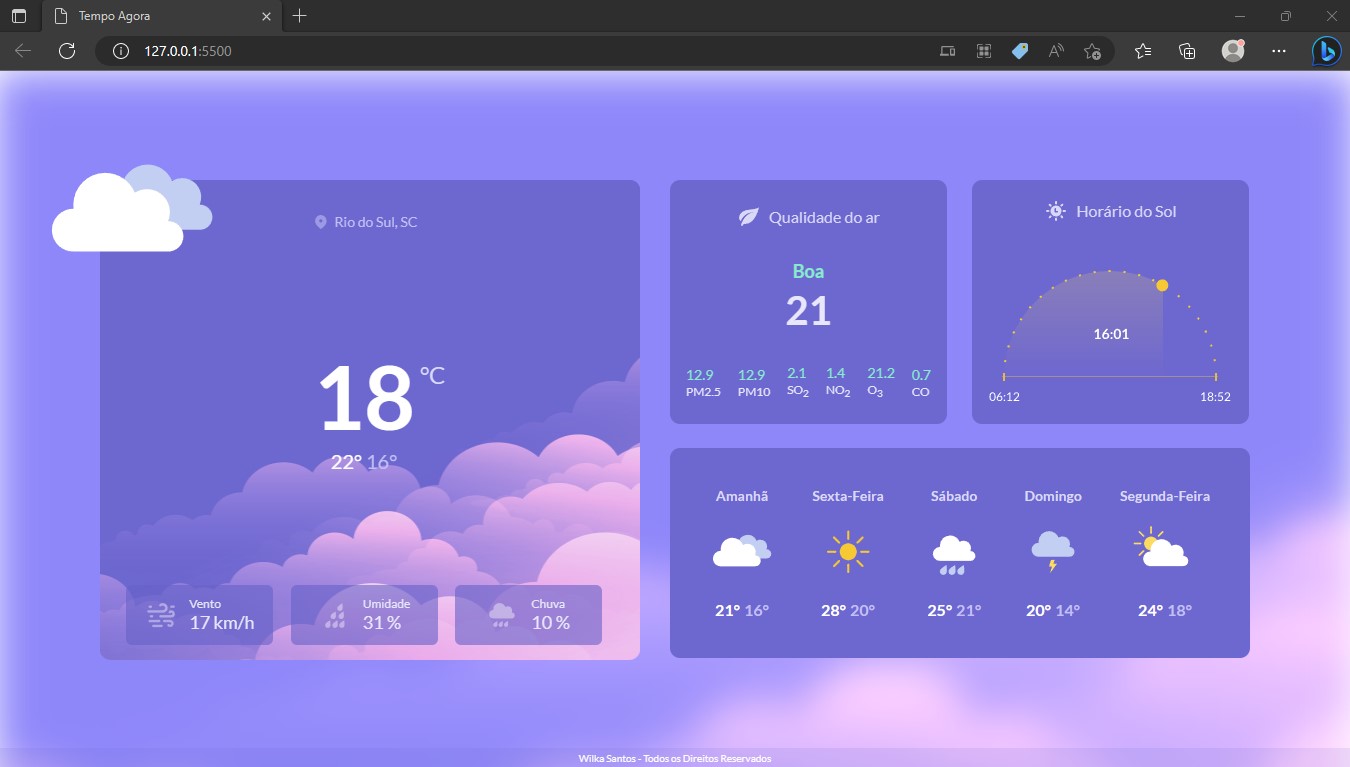 Tempo Agora
127.0.0.1:5500
Rio do Sul, SC
18 °C
22° 16°
Vento
17 km/h
Umidade
31 %
Chuva
10 %
Qualidade do ar
Boa
21
12.9 12.9 2.1 1.4 21.2 0.7
PM2.5 PM10 SO2 NO2 O3 CO
Horário do Sol
16:01
06:12 18:52
Amanhã Sexta-Feira Sábado Domingo Segunda-Feira
21° 16° 28° 20° 25° 21° 20° 14° 24° 18°
Wilka Santos - Todos os Direitos Reservados